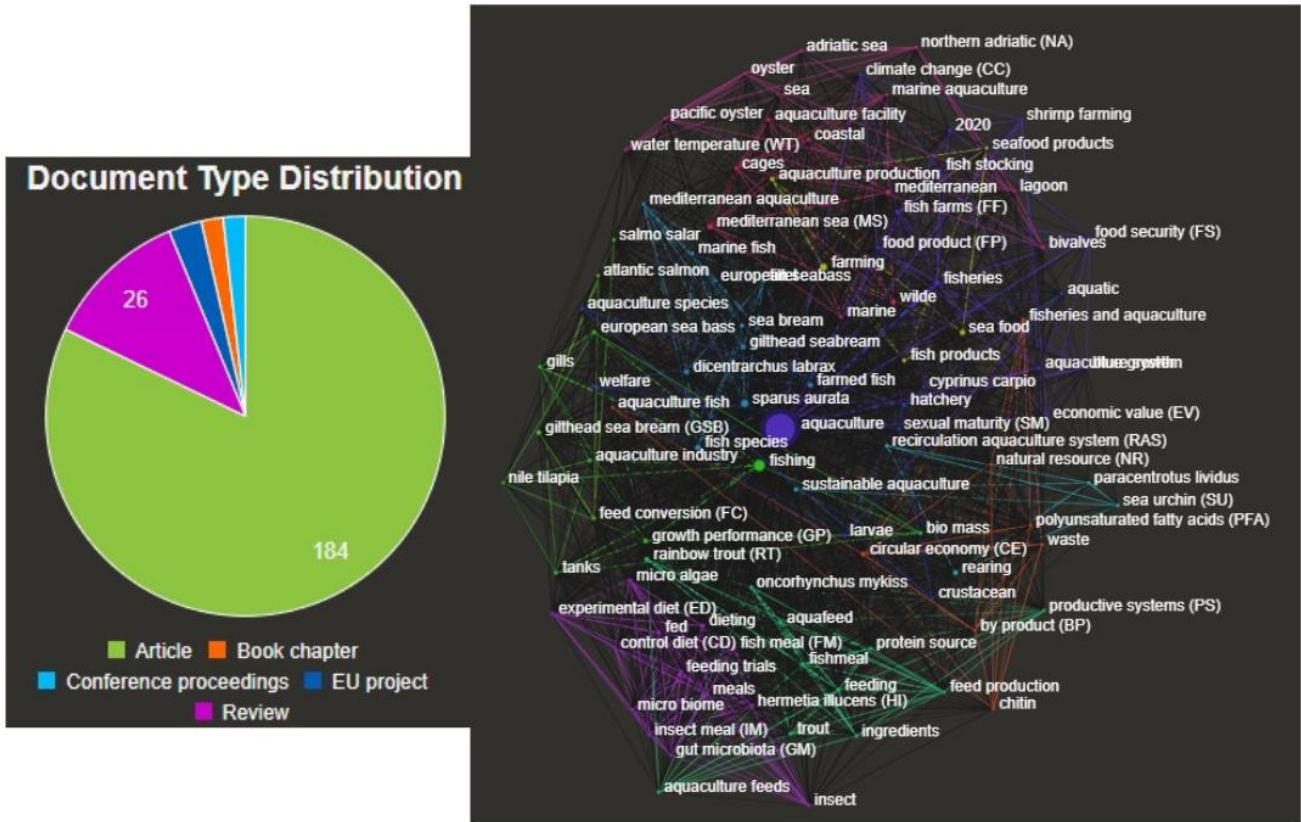 Document Type Distribution
26
184
Article Book chapter
Conference proceedings EU project
Review
adriatic sea
northern adriatic (NA)
oyster
climate change (CC)
sea
marine aquaculture
pacific oyster
aquaculture facility
shrimp farming
2020
coastal
water temperature (WT)
seafood products
cages
fish stocking
aquaculture production
mediterranean
lagoon
mediterranean aquaculture
fish farms (FF)
mediterranean sea (MS)
food security (FS)
salmo salar
marine fish
food product (FP)
bivalves
farming
atlantic salmon
european seabass
fisheries
aquatic
aquaculture species
wilde
marine
fisheries and aquaculture
european sea bass
sea bream
sea food
gilthead seabream
gills
dicentrarchus labrax
fish products
aquaculture system
welfare
farmed fish
cyprinus carpio
aquaculture fish
sparus aurata
hatchery
economic value (EV)
gilthead sea bream (GSB)
aquaculture
sexual maturity (SM)
fish species
recirculation aquaculture system (RAS)
aquaculture industry
fishing
natural resource (NR)
nile tilapia
sustainable aquaculture
paracentrotus lividus
sea urchin (SU)
feed conversion (FC)
larvae
bio mass
polyunsaturated fatty acids (PFA)
growth performance (GP)
waste
rainbow trout (RT)
circular economy (CE)
tanks
micro algae
oncorhynchus mykiss
rearing
crustacean
experimental diet (ED)
dieting
aquafeed
productive systems (PS)
fed
by product (BP)
control diet (CD)
fish meal (FM)
protein source
feeding trials
fishmeal
meals
feeding
feed production
micro biome
hermetia illucens (HI)
chitin
insect meal (IM)
trout
ingredients
gut microbiota (GM)
aquaculture feeds
insect